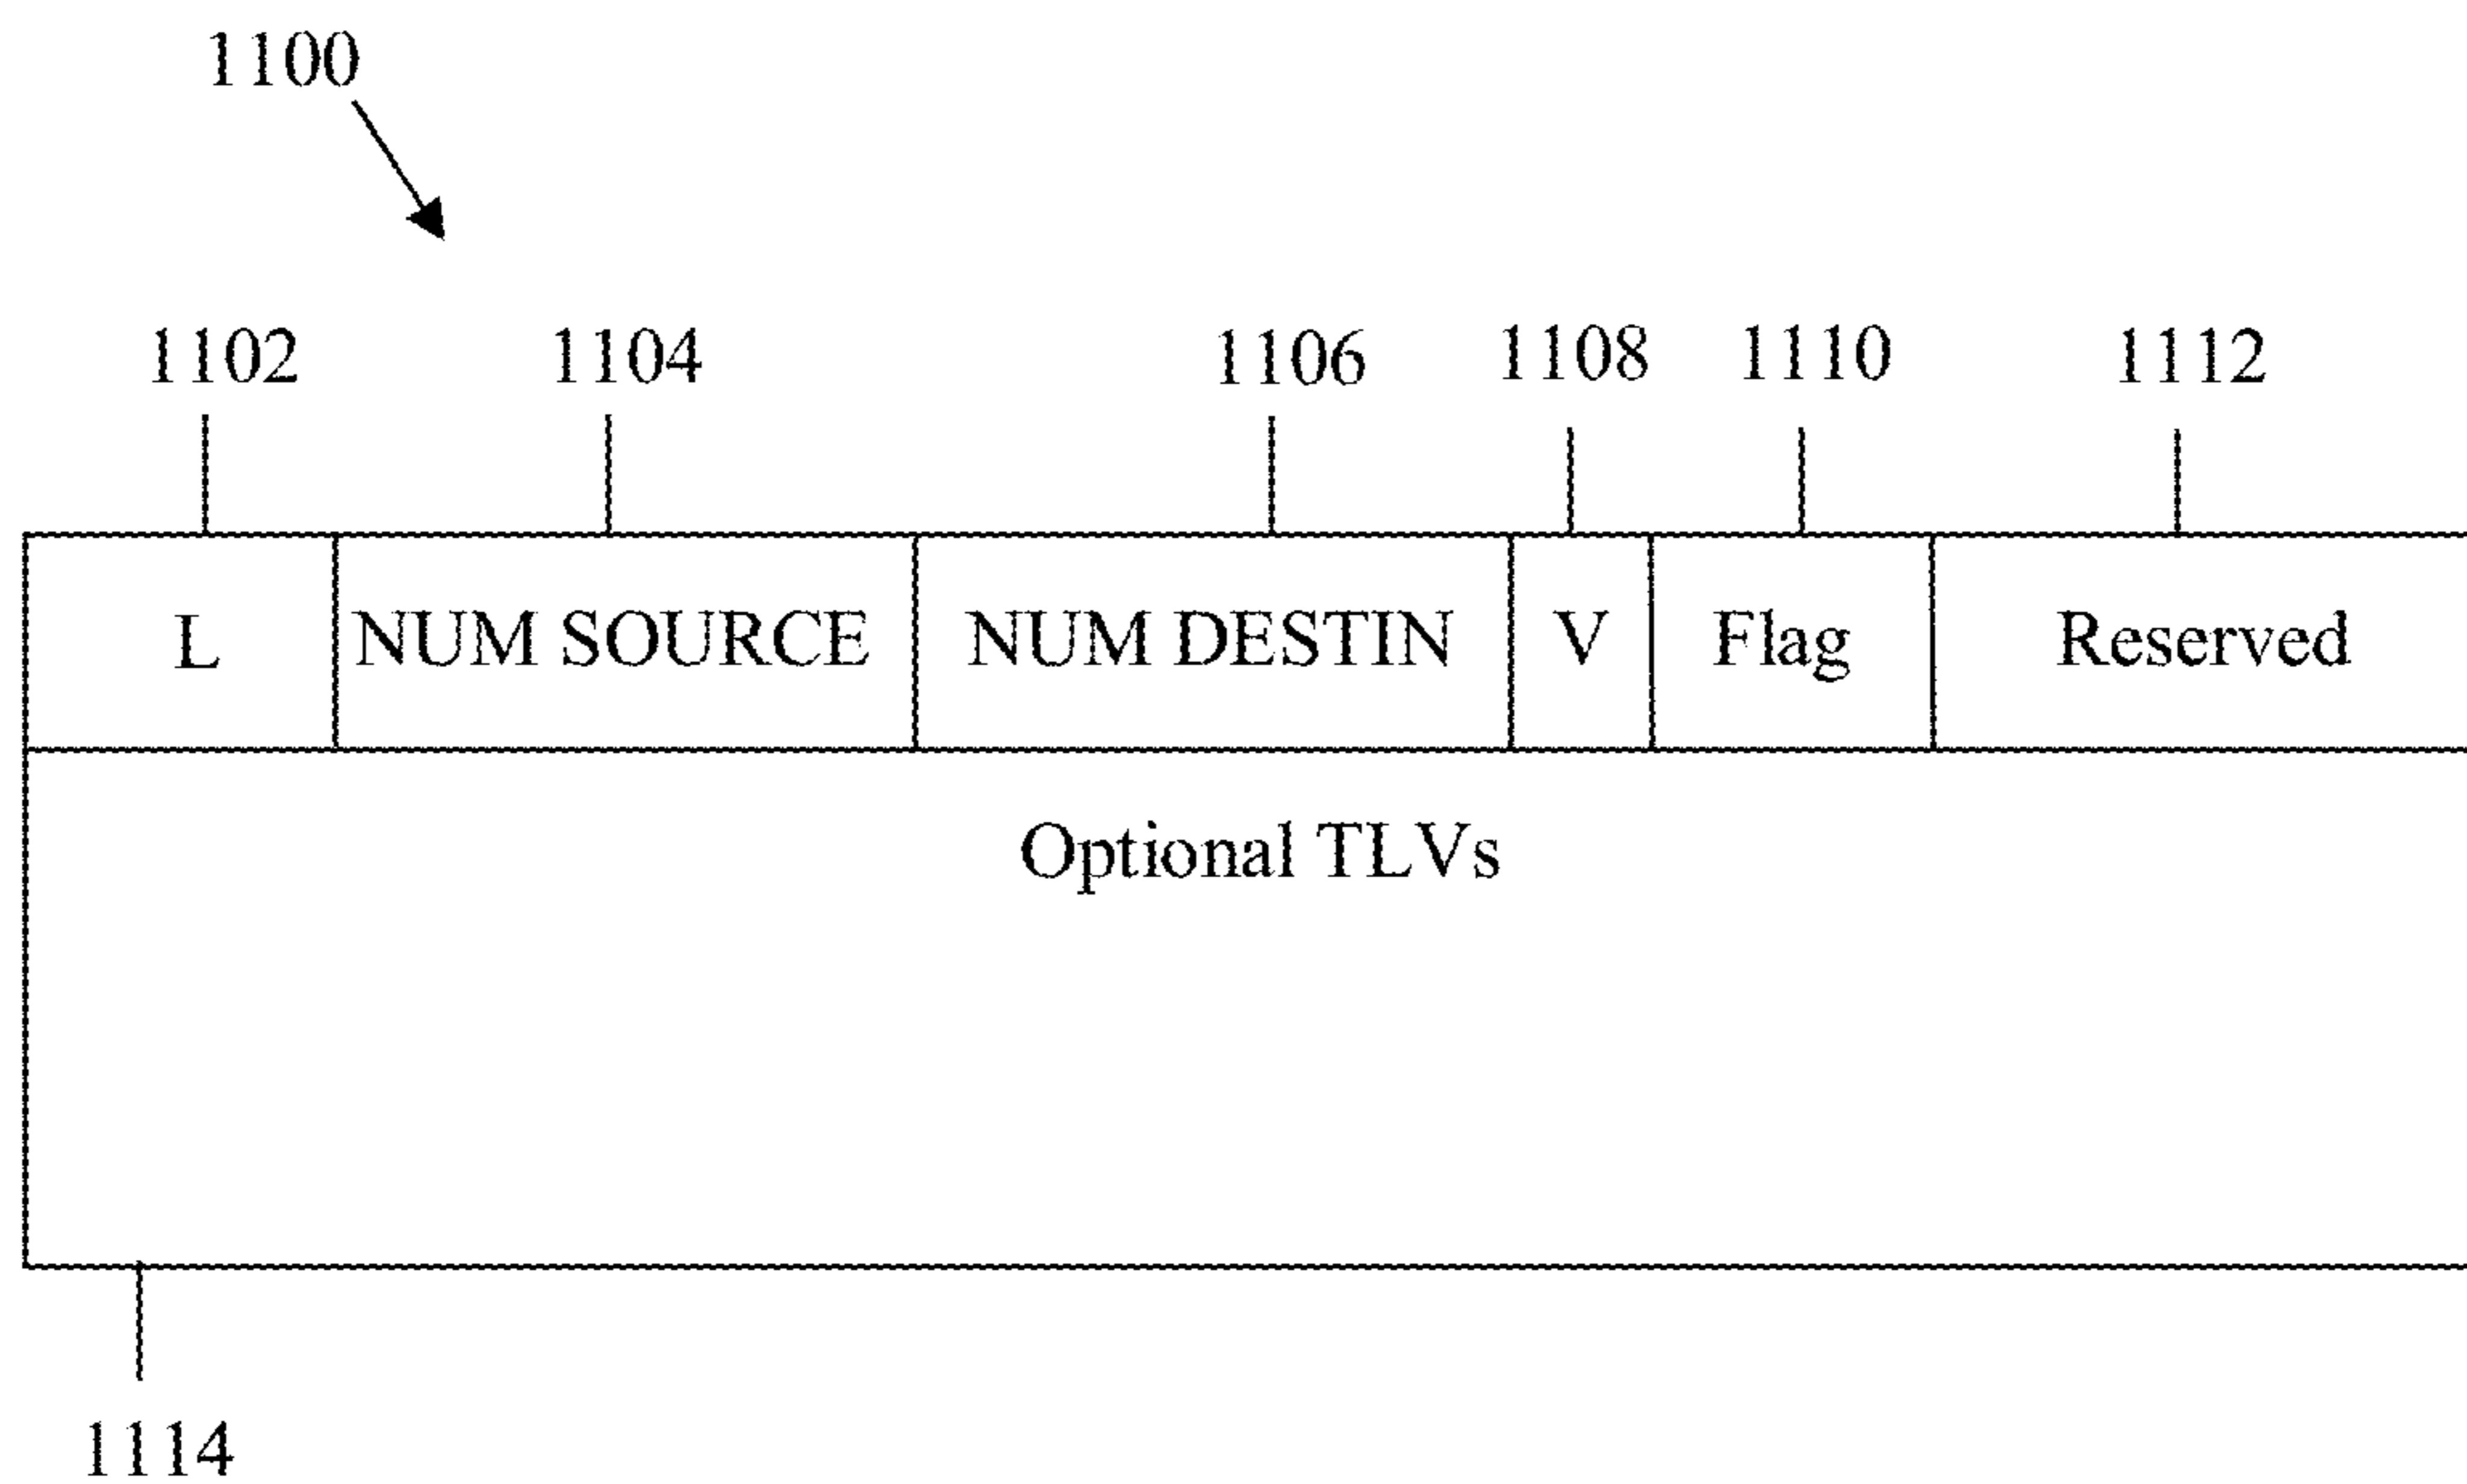 1100
1102 1104 1106 1108 1110 1112
L NUM SOURCE NUM DESTIN V Flag Reserved
Optional TLVs
1114